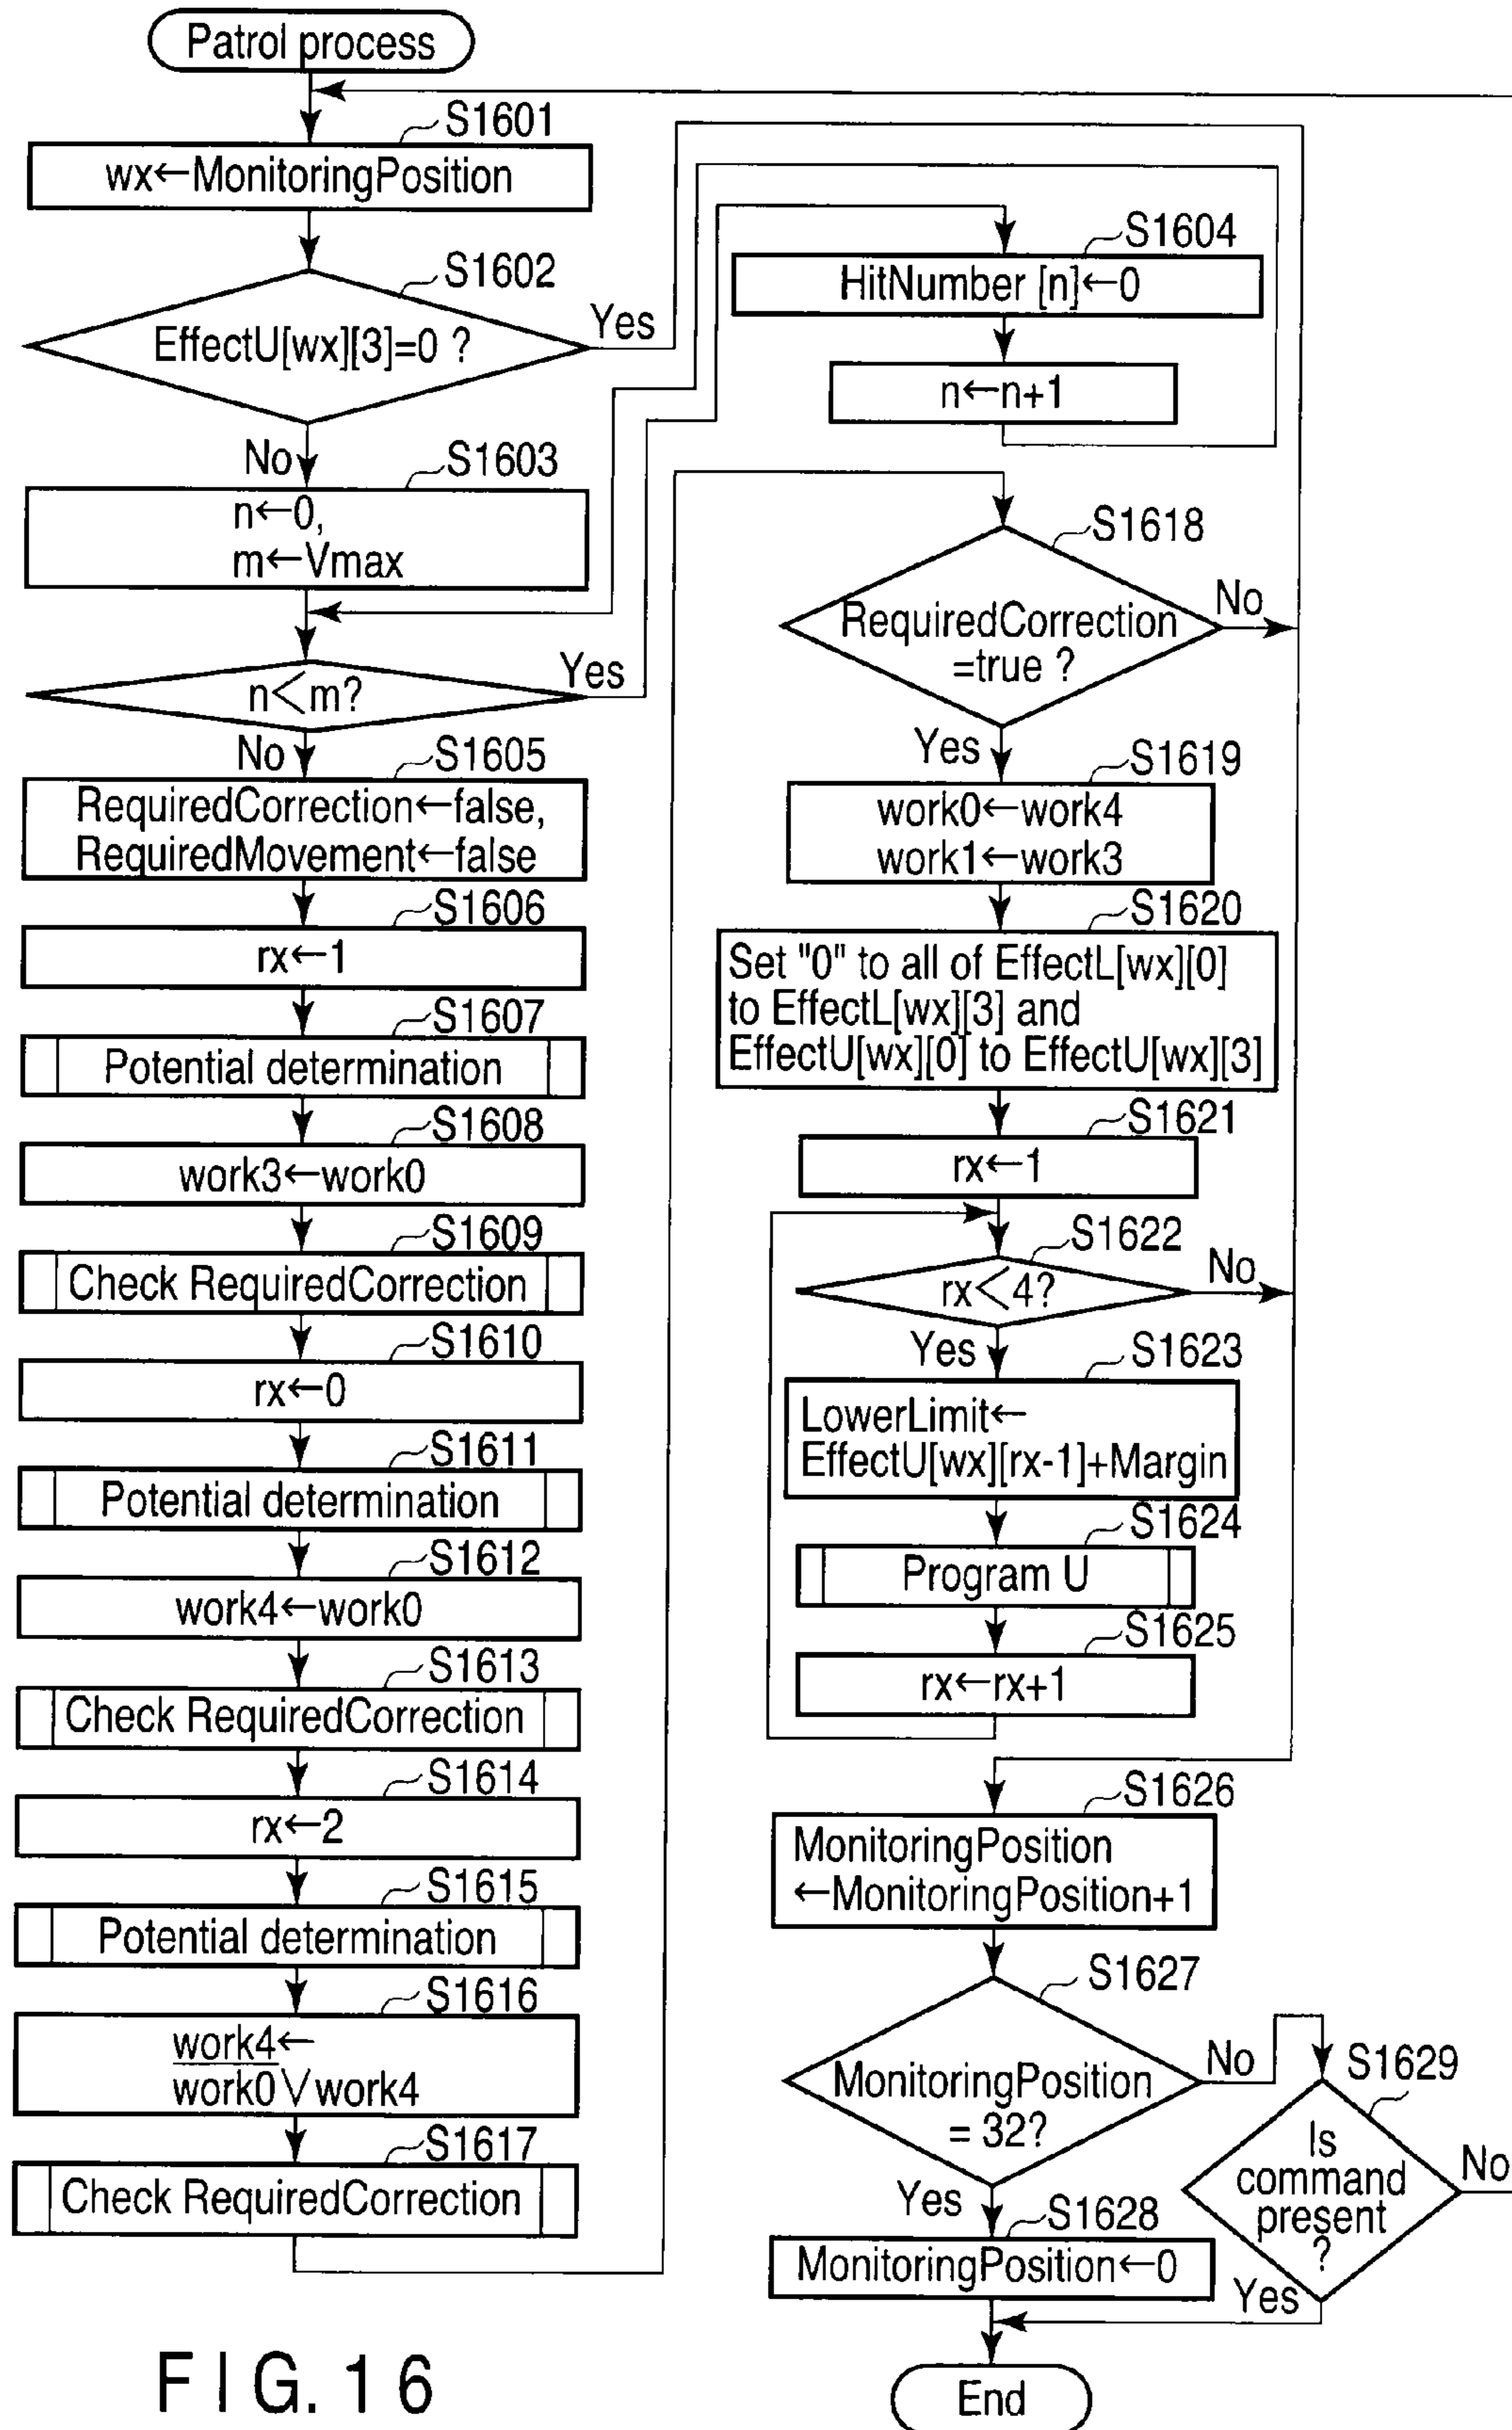 Patrol process
S1601
wx←MonitoringPosition
S1602
EffectU[wx][3]=0 ?
Yes
No
S1603
n←0,
m←Vmax
n<m?
Yes
No
S1605
RequiredCorrection←false,
RequiredMovement←false
S1606
rx←1
S1607
Potential determination
S1608
work3←work0
S1609
Check RequiredCorrection
S1610
rx←0
S1611
Potential determination
S1612
work4←work0
S1613
Check RequiredCorrection
S1614
rx←2
S1615
Potential determination
S1616
work4←
work0∨work4
S1617
Check RequiredCorrection
S1604
HitNumber [n]←0
n←n+1
S1618
RequiredCorrection
=true ?
No
Yes
S1619
work0←work4
work1←work3
S1620
Set "0" to all of EffectL[wx][0]
to EffectL[wx][3] and
EffectU[wx][0] to EffectU[wx][3]
S1621
rx←1
S1622
rx<4?
No
Yes
S1623
LowerLimit←
EffectU[wx][rx-1]+Margin
S1624
Program U
S1625
rx←rx+1
S1626
MonitoringPosition
←MonitoringPosition+1
S1627
MonitoringPosition
= 32?
No
Yes
S1628
MonitoringPosition←0
S1629
Is
command
present
?
No
Yes
End
FIG. 16